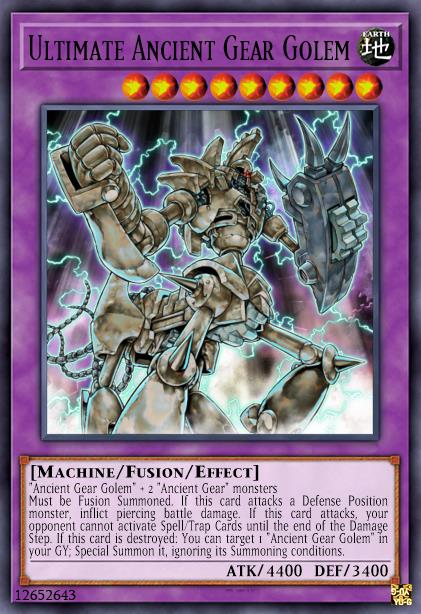 ULTIMATE ANCIENT GEAR GOLEM
EARTH
地
[MACHINE/FUSION/EFFECT]
"Ancient Gear Golem" + 2 "Ancient Gear" monsters
Must be Fusion Summoned. If this card attacks a Defense Position
monster, inflict piercing battle damage. If this card attacks, your
opponent cannot activate Spell/Trap Cards until the end of the Damage
Step. If this card is destroyed: You can target 1 "Ancient Gear Golem" in
your GY; Special Summon it, ignoring its Summoning conditions.
ATK/4400 DEF/3400
12652643